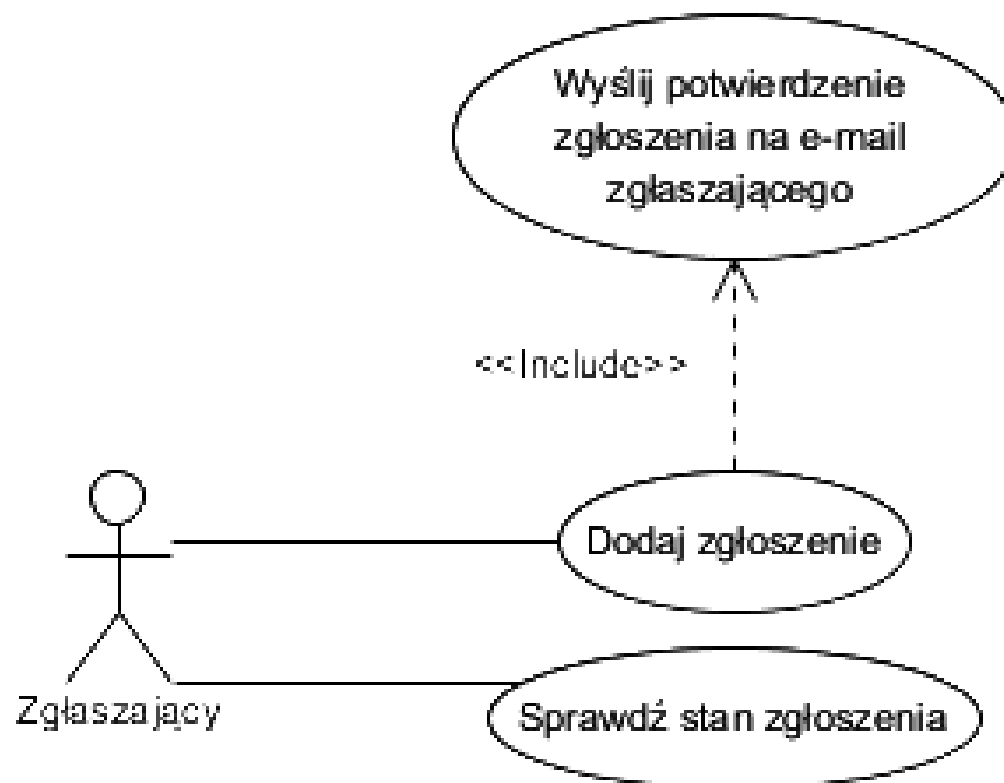 Wyślij potwierdzenie
zgłoszenia na e-mail
zgłaszającego
<<Include>>
Dodaj zgłoszenie
Zgłaszający
Sprawdź stan zgłoszenia